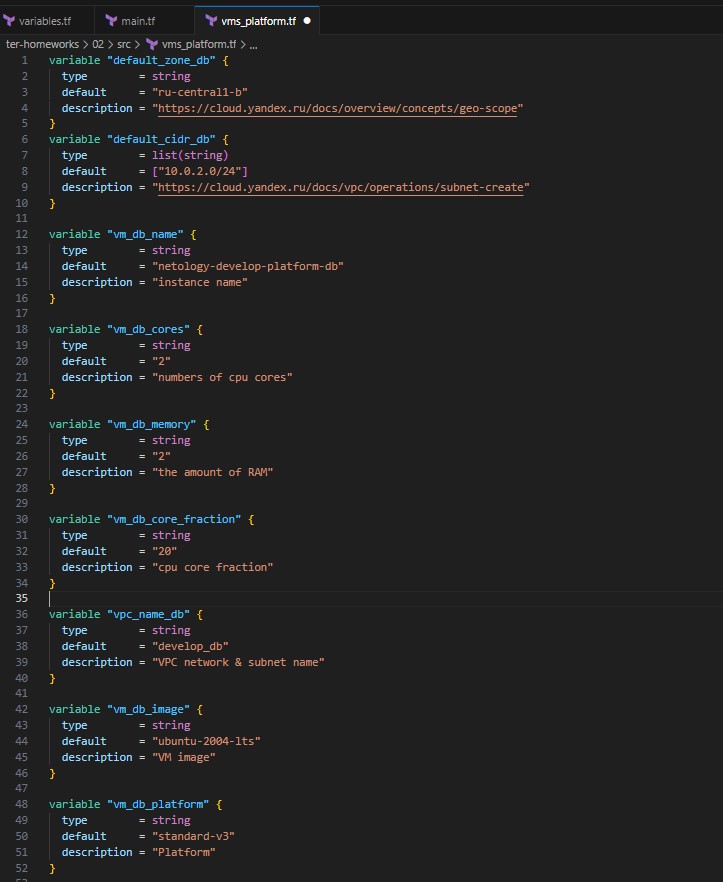 variables.tf main.tf vms_platform.tf
ter-homeworks > 02 > src > vms_platform.tf > ...
1 variable "default_zone_db" {
2 type = string
3 default = "ru-central1-b"
4 description = "https://cloud.yandex.ru/docs/overview/concepts/geo-scope"
5 }
6 variable "default_cidr_db" {
7 type = list(string)
8 default = ["10.0.2.0/24"]
9 description = "https://cloud.yandex.ru/docs/vpc/operations/subnet-create"
10 }
11
12 variable "vm_db_name" {
13 type = string
14 default = "netology-develop-platform-db"
15 description = "instance name"
16 }
17
18 variable "vm_db_cores" {
19 type = string
20 default = "2"
21 description = "numbers of cpu cores"
22 }
23
24 variable "vm_db_memory" {
25 type = string
26 default = "2"
27 description = "the amount of RAM"
28 }
29
30 variable "vm_db_core_fraction" {
31 type = string
32 default = "20"
33 description = "cpu core fraction"
34 }
35
36 variable "vpc_name_db" {
37 type = string
38 default = "develop_db"
39 description = "VPC network & subnet name"
40 }
41
42 variable "vm_db_image" {
43 type = string
44 default = "ubuntu-2004-lts"
45 description = "VM image"
46 }
47
48 variable "vm_db_platform" {
49 type = string
50 default = "standard-v3"
51 description = "Platform"
52 }